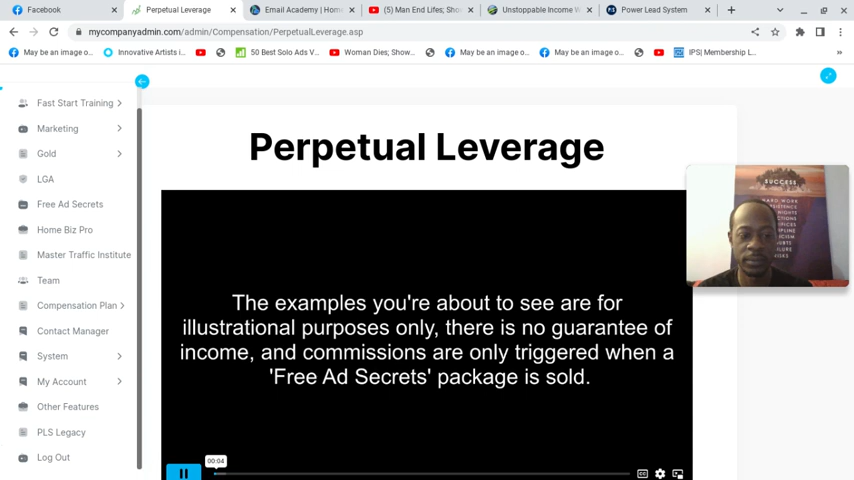 Facebook
Perpetual Leverage
Email Academy | Hom
(5) Man End Lifes; Sho
Unstoppable Income W
Power Lead System
mycompanyadmin.com/admin/Compensation/PerpetualLeverage.asp
May be an image o...
Innovative Artists i...
50 Best Solo Ads V...
Woman Dies; Show...
May be an image o...
May be an image o...
IPS| Membership L...
Fast Start Training
Marketing
Gold
LGA
Free Ad Secrets
Home Biz Pro
Master Traffic Institute
Team
Compensation Plan
Contact Manager
System
My Account
Other Features
PLS Legacy
Log Out
Perpetual Leverage
The examples you're about to see are for
illustrational purposes only, there is no guarantee of
income, and commissions are only triggered when a
'Free Ad Secrets' package is sold.
00:04
SUCCESS
HARD WORK